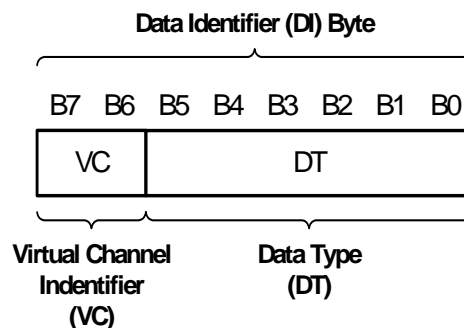 Data Identifier (DI) Byte
B7 B6 B5 B4 B3 B2 B1 B0
VC DT
Virtual Channel Data Type
Indentifier (DT)
(VC)